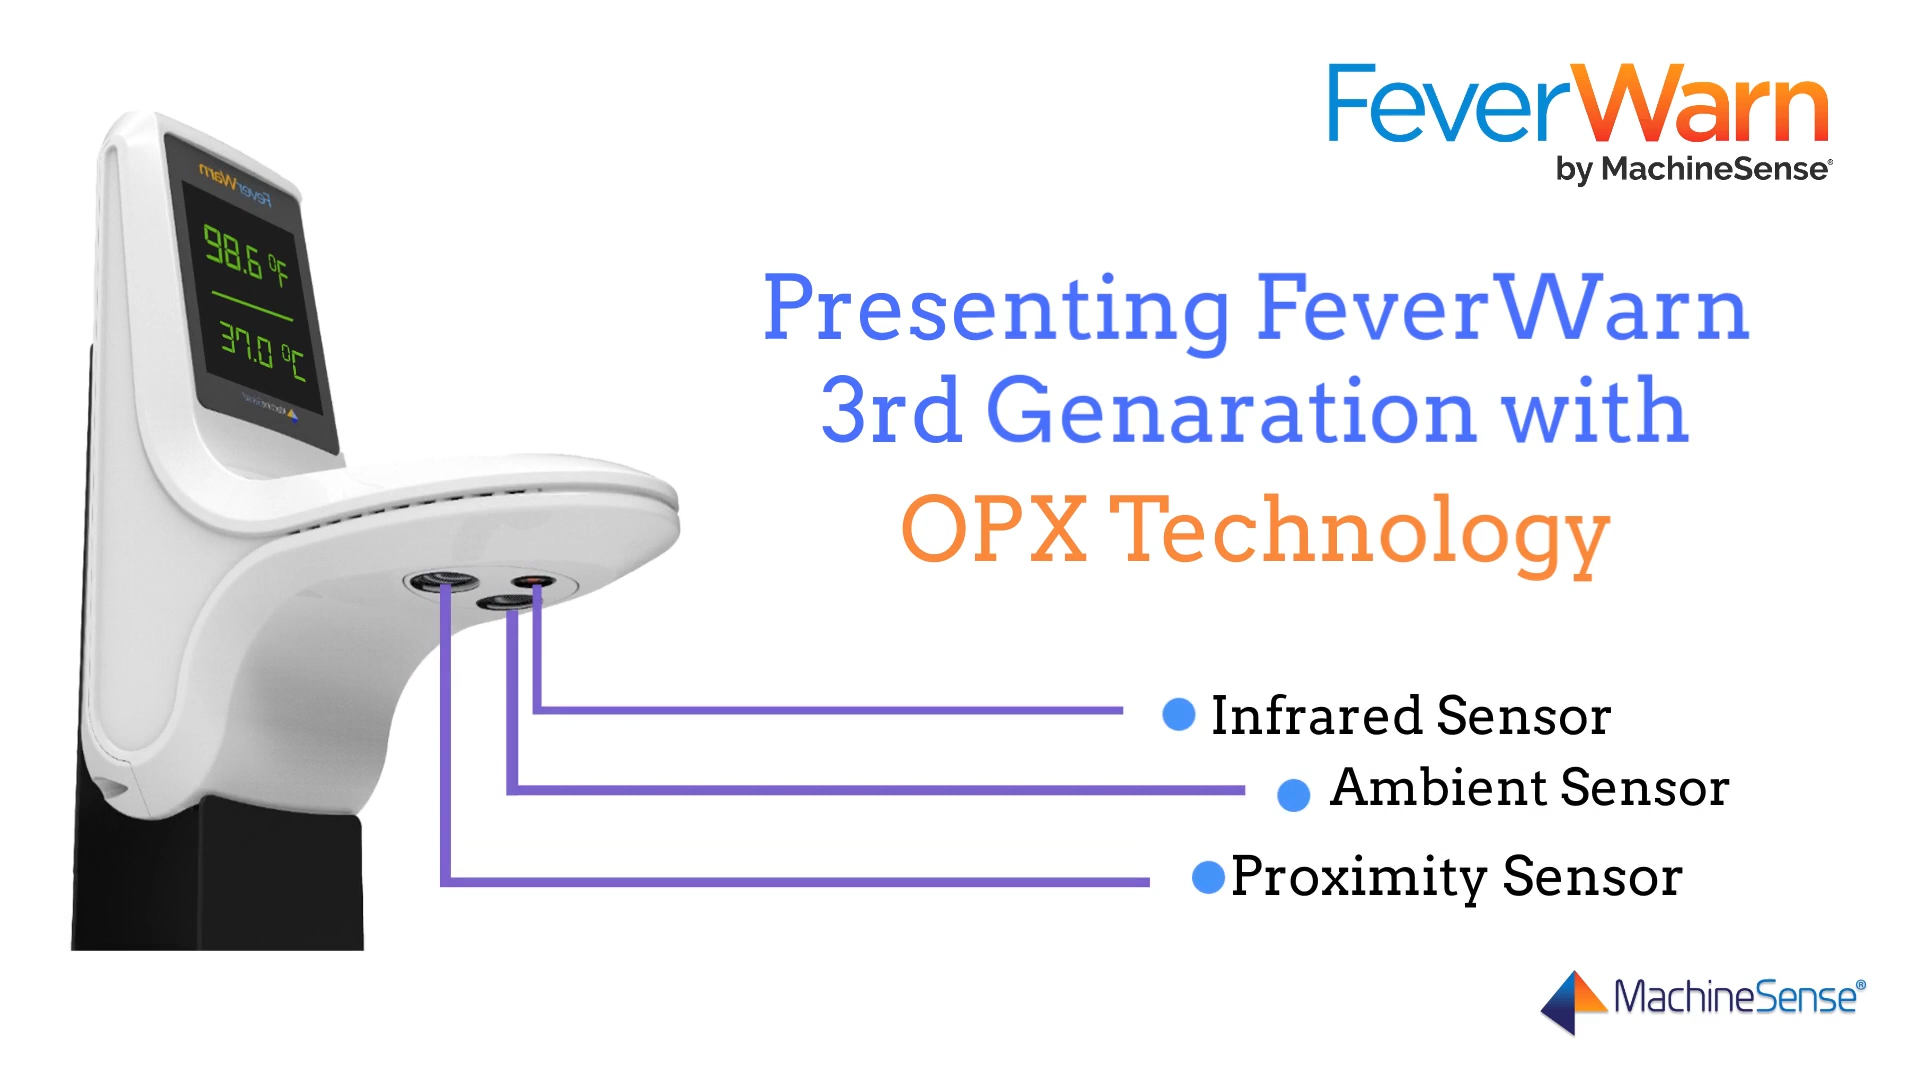 FeverWarn
by MachineSense®
FeverWarn
98.6 °F
37.0 °C
Presenting FeverWarn
3rd Genaration with
OPX Technology
Infrared Sensor
Ambient Sensor
Proximity Sensor
MachineSense®